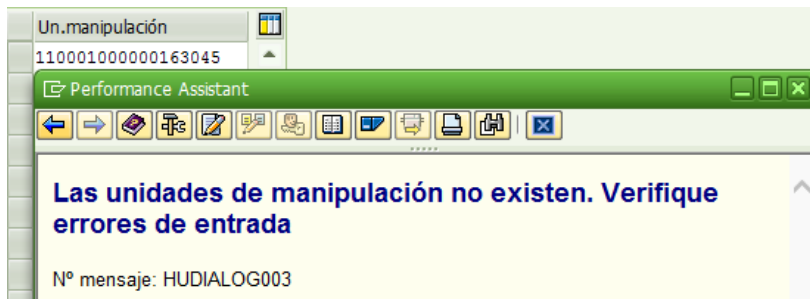 Un.manipulación
110001000000163045
Performance Assistant
Las unidades de manipulación no existen. Verifique
errores de entrada
Nº mensaje: HUDIALOG003